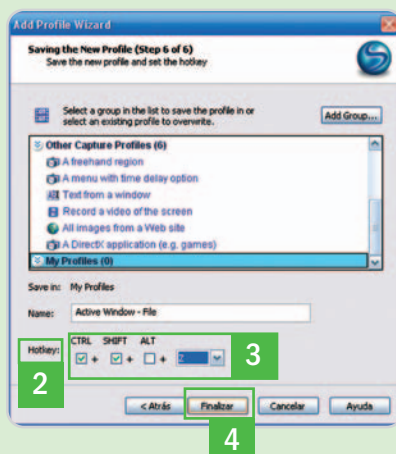 Add Profile Wizard
Saving the New Profile (Step 6 of 6)
Save the new profile and set the hotkey
Select a group in the list to save the profile in or
select an existing profile to overwrite.
Add Group...
Other Capture Profiles (6)
A freehand region
A menu with time delay option
Text from a window
Record a video of the screen
All images from a Web site
A DirectX application (e.g. games)
My Profiles (0)
Save in: My Profiles
Name: Active Window - File
CTRL SHIFT ALT
Hotkey: + + +
3
2
< Atrás Finalizar Cancelar Ayuda
4